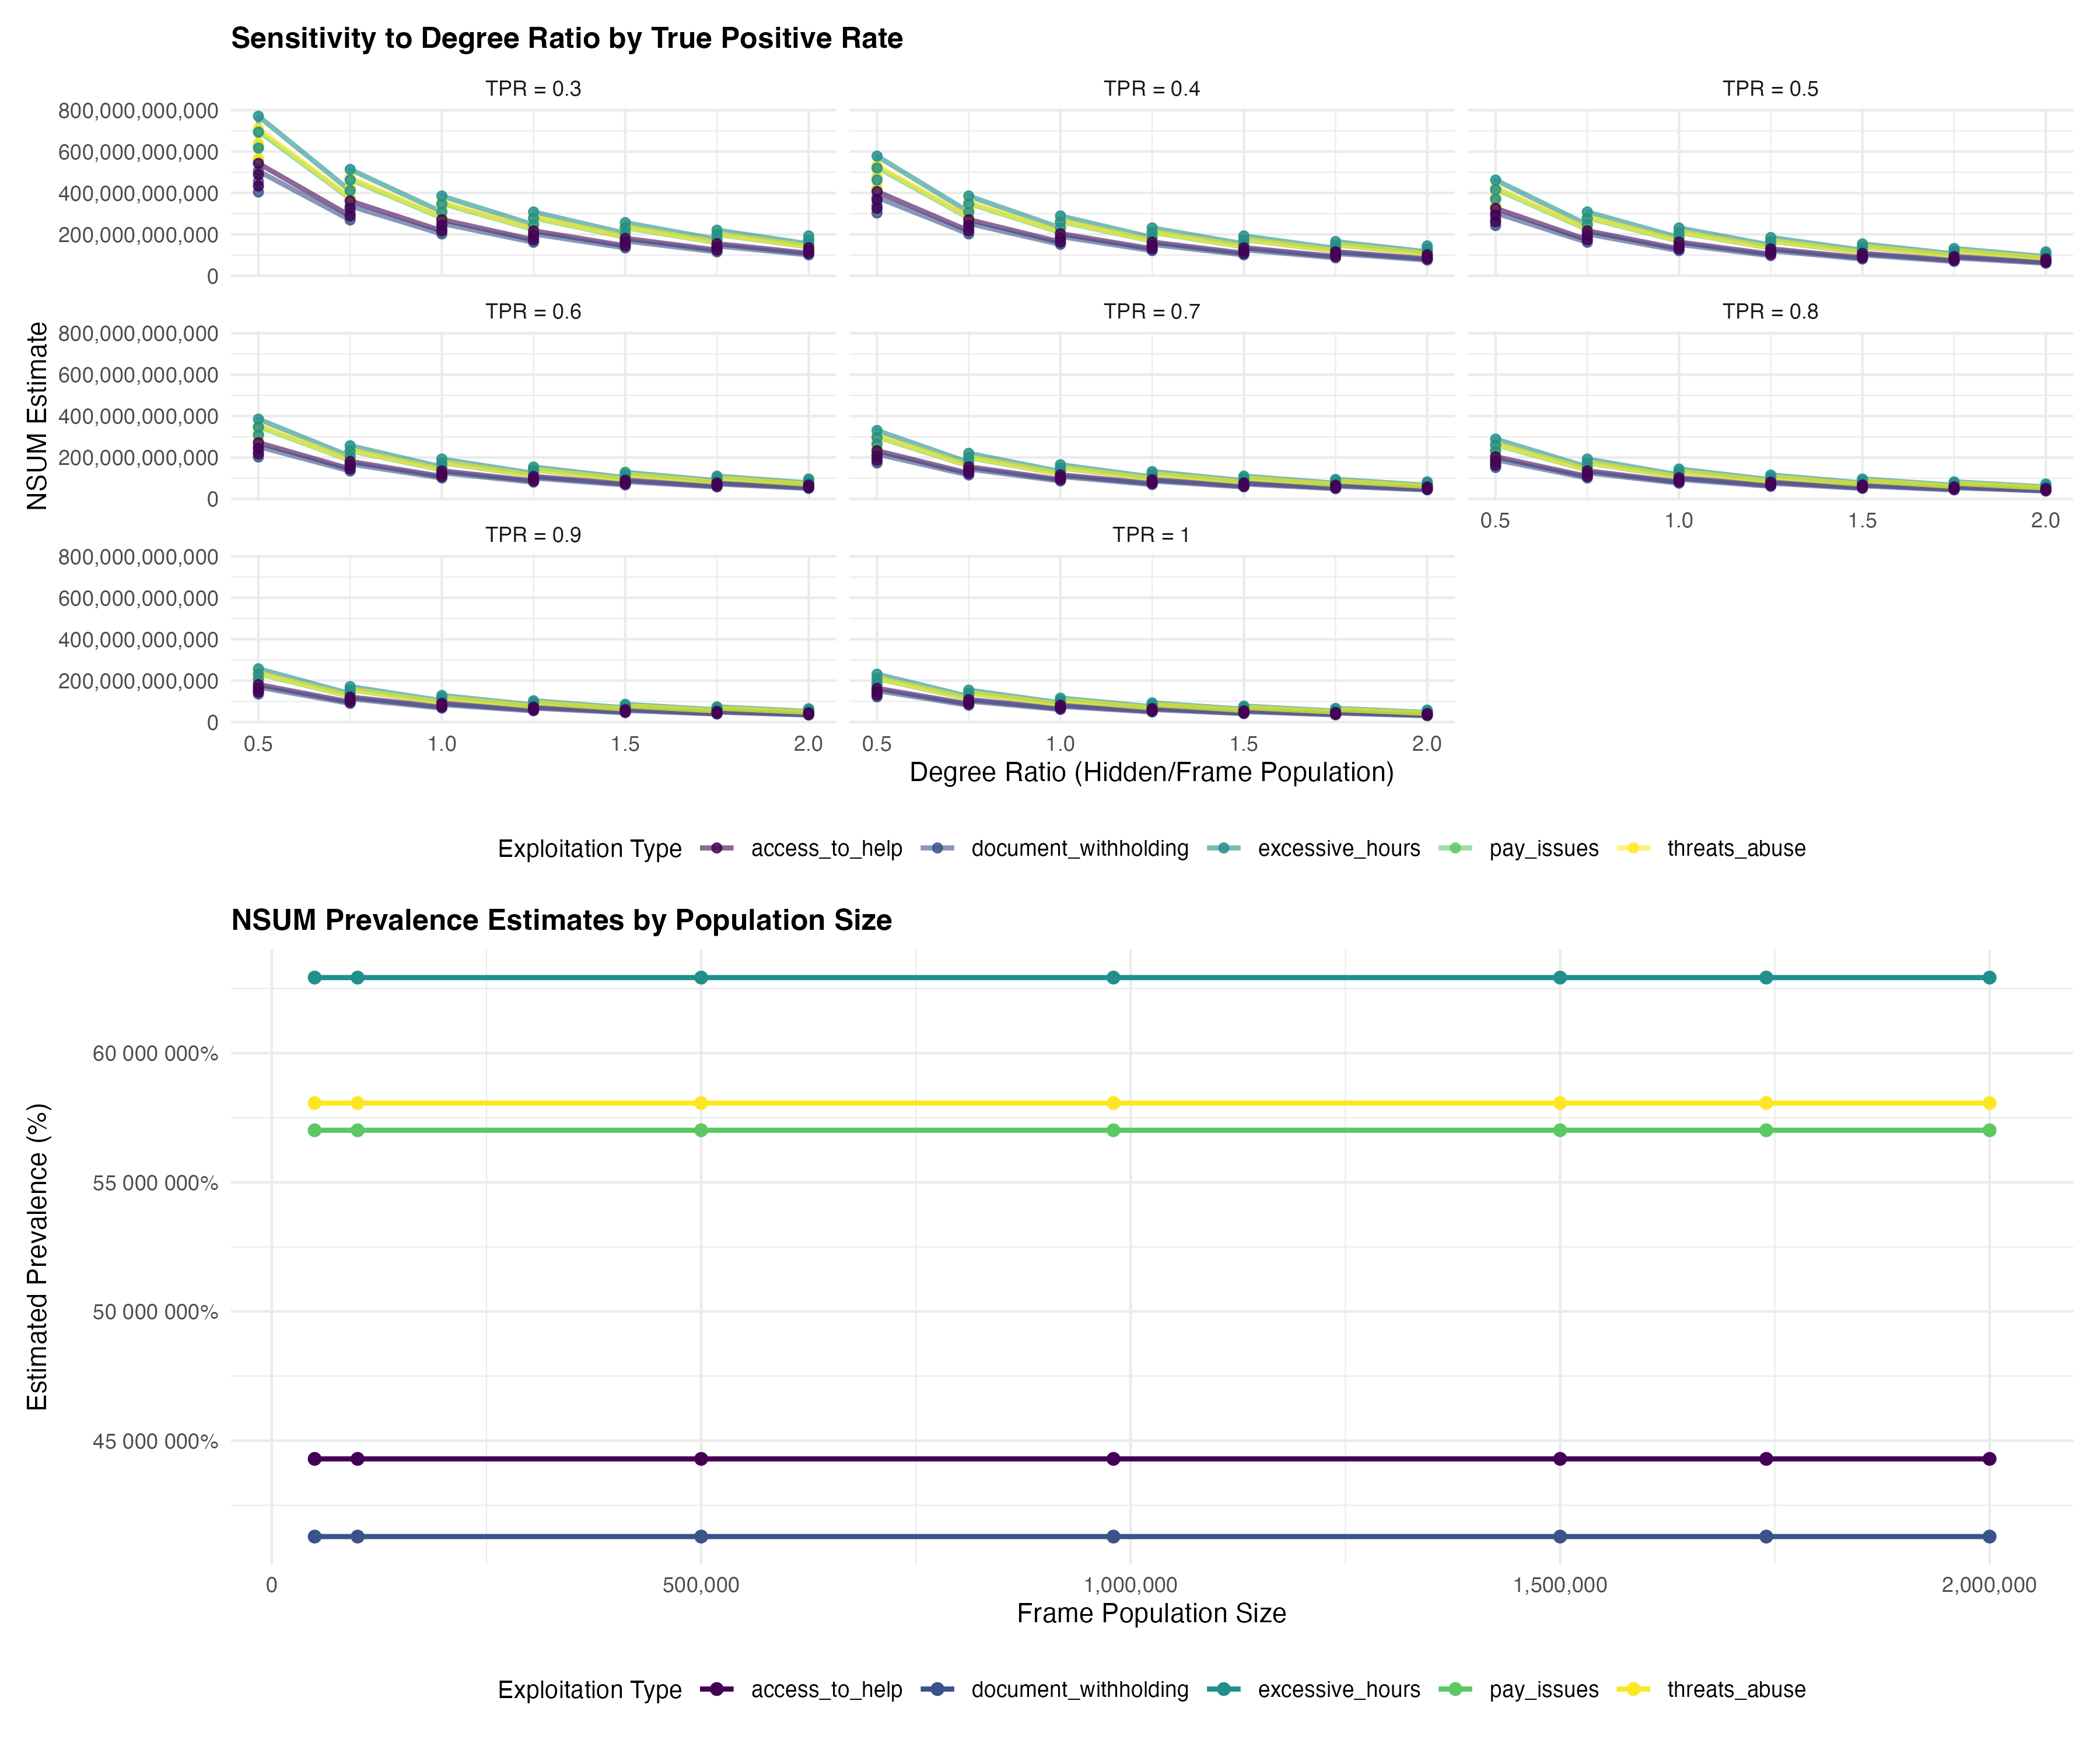 Sensitivity to Degree Ratio by True Positive Rate
TPR = 0.3
TPR = 0.4
TPR = 0.5
800,000,000,000
600,000,000,000
400,000,000,000
200,000,000,000
0
TPR = 0.6
TPR = 0.7
TPR = 0.8
800,000,000,000
600,000,000,000
400,000,000,000
200,000,000,000
0
0.5 1.0 1.5 2.0
NSUM Estimate
TPR = 0.9
TPR = 1
800,000,000,000
600,000,000,000
400,000,000,000
200,000,000,000
0
0.5 1.0 1.5 2.0
0.5 1.0 1.5 2.0
Degree Ratio (Hidden/Frame Population)
Exploitation Type access_to_help document_withholding excessive_hours pay_issues threats_abuse
NSUM Prevalence Estimates by Population Size
60 000 000%
55 000 000%
50 000 000%
45 000 000%
Estimated Prevalence (%)
0 500,000 1,000,000 1,500,000 2,000,000
Frame Population Size
Exploitation Type access_to_help document_withholding excessive_hours pay_issues threats_abuse